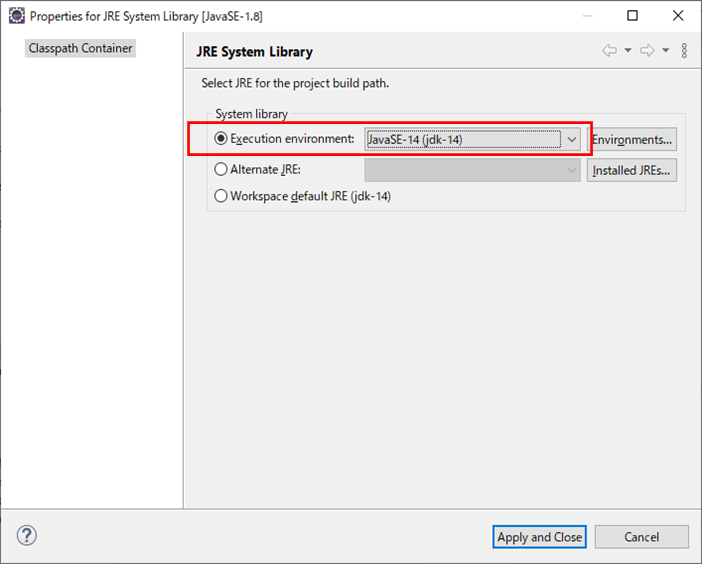 Properties for JRE System Library [JavaSE-1.8]
Classpath Container
JRE System Library
Select JRE for the project build path.
System library
Execution environment: JavaSE-14 (jdk-14) Environments...
Alternate JRE: Installed JREs...
Workspace default JRE (jdk-14)
? Apply and Close Cancel